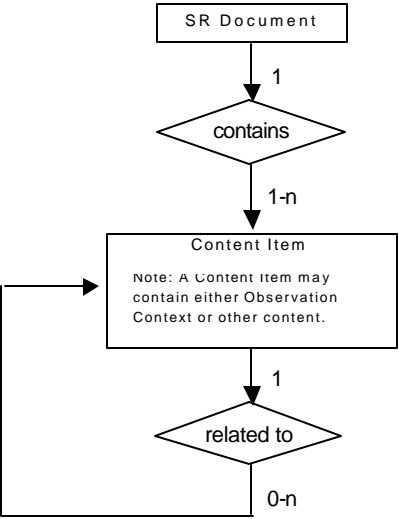 SR Document
1
contains
1-n
Content Item
Note: A Content Item may
contain either Observation
Context or other content.
1
related to
0-n